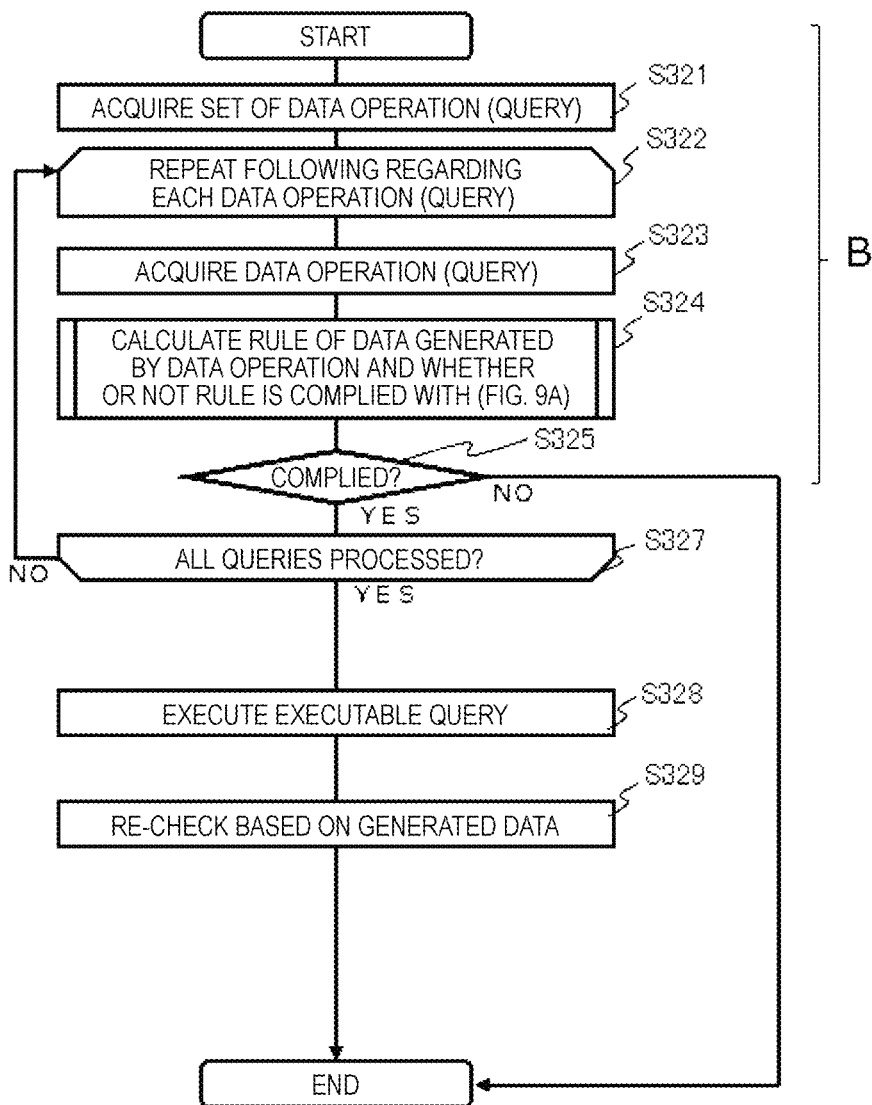 START
S321
ACQUIRE SET OF DATA OPERATION (QUERY)
S322
REPEAT FOLLOWING REGARDING
EACH DATA OPERATION (QUERY)
S323
B
ACQUIRE DATA OPERATION (QUERY)
S324
CALCULATE RULE OF DATA GENERATED
BY DATA OPERATION AND WHETHER
OR NOT RULE IS COMPLIED WITH (FIG. 9A)
S325
COMPLIED?
NO
YES
S327
ALL QUERIES PROCESSED?
NO
YES
S328
EXECUTE EXECUTABLE QUERY
S329
RE-CHECK BASED ON GENERATED DATA
END